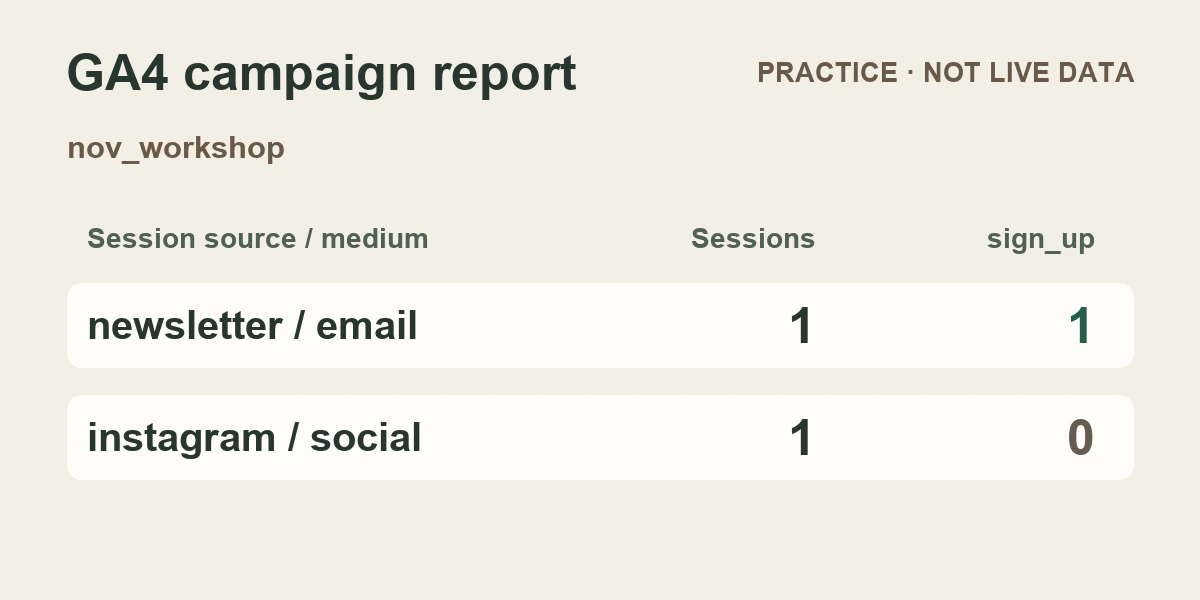 GA4 campaign report
PRACTICE · NOT LIVE DATA
nov_workshop
Session source / medium Sessions sign_up
newsletter / email 1 1
instagram / social 1 0